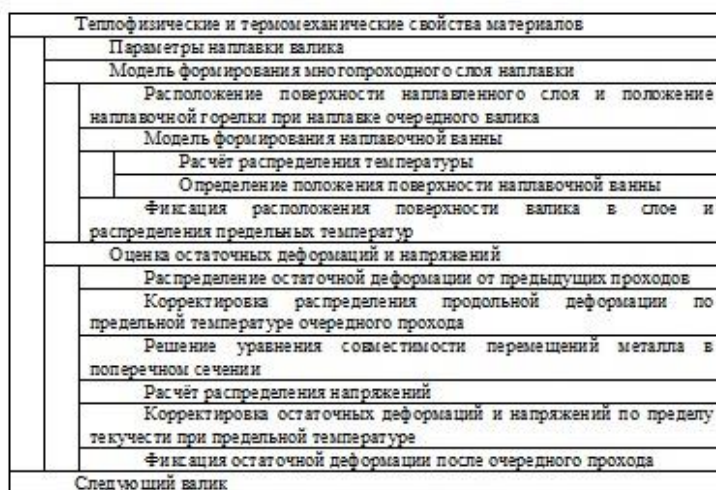 Теплофизические и термомеханические свойства материалов
Параметры наплавки валика
Модель формирования многопроходного слоя наплавки
Расположение поверхности наплавленного слоя и положение
наплавочной горелки при наплавке очередного валика
Модель формирования наплавочной ванны
Расчёт распределения температуры
Определение положения поверхности наплавочной ванны
Фиксация расположения поверхности валика в слое и
распределения предельных температур
Оценка остаточных деформаций и напряжений
Распределение остаточной деформации от предыдущих проходов
Корректировка распределения продольной деформации по
предельной температуре очередного прохода
Решение уравнения совместимости перемещений металла в
поперечном сечении
Расчёт распределения напряжений
Корректировка остаточных деформаций и напряжений по пределу
текучести при предельной температуре
Фиксация остаточной деформации после очередного прохода
Следующий валик